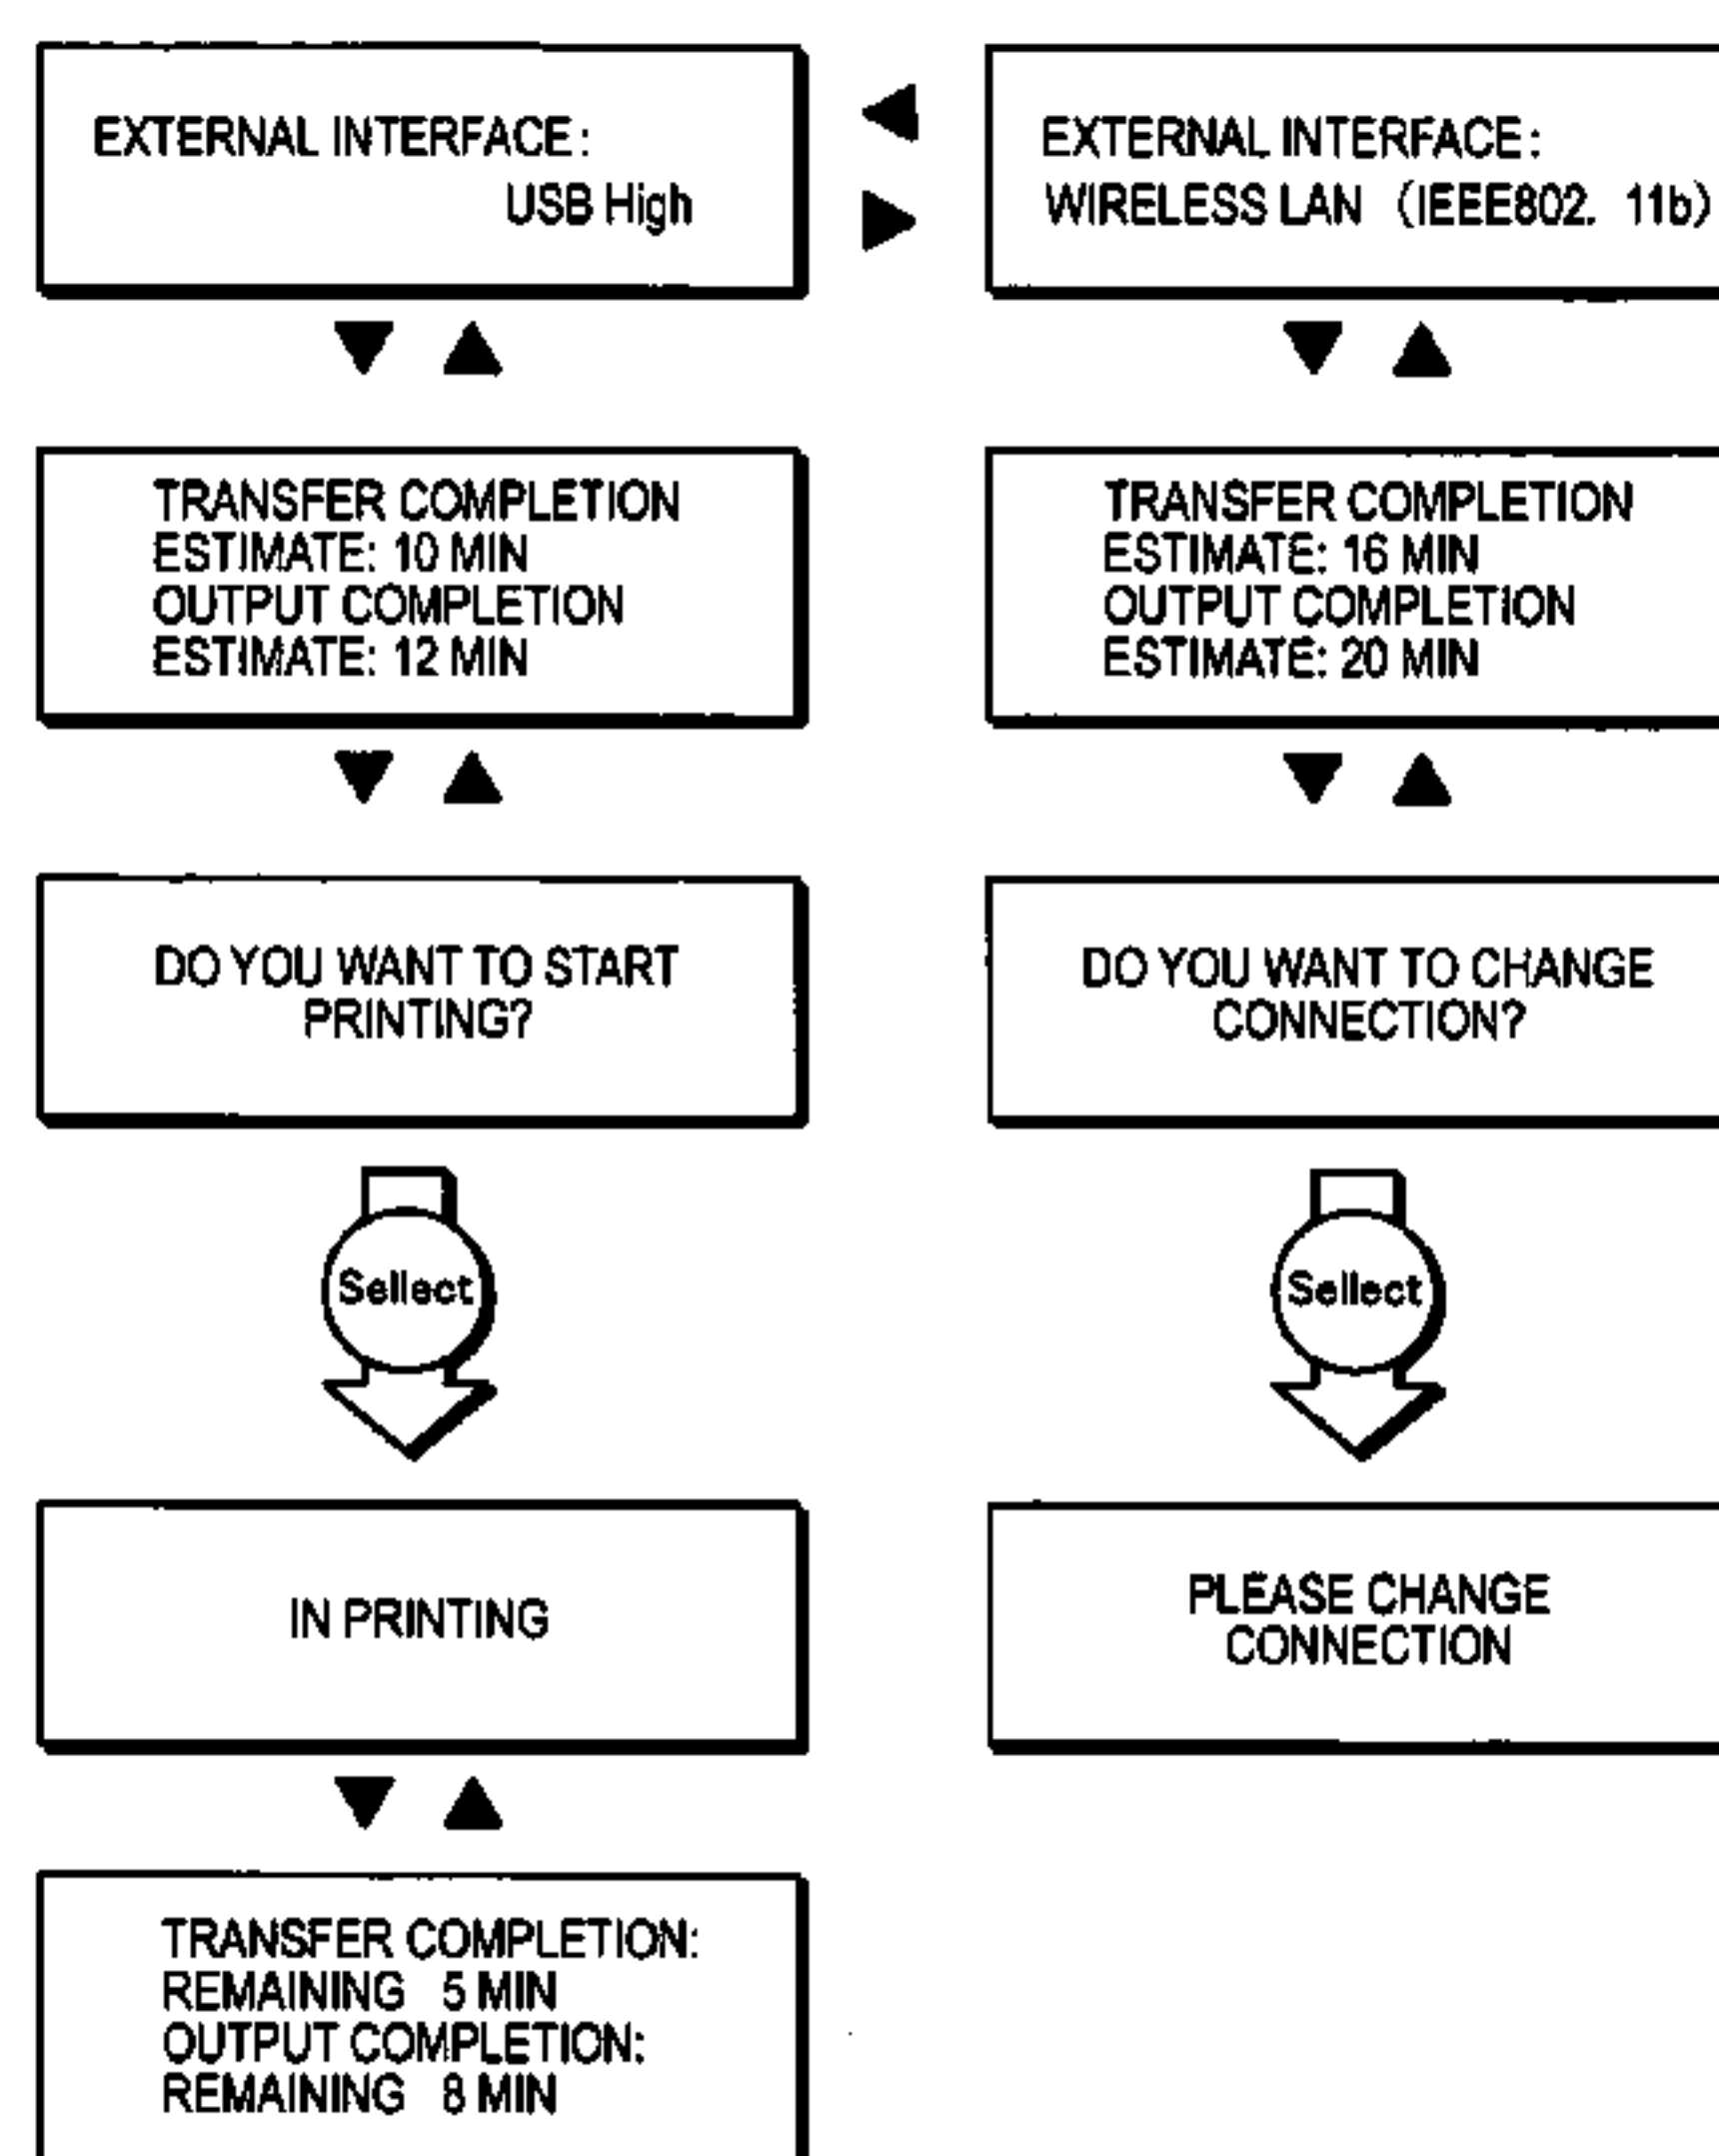 EXTERNAL INTERFACE:
USB High
EXTERNAL INTERFACE:
WIRELESS LAN (IEEE802. 11b)
TRANSFER COMPLETION
ESTIMATE: 10 MIN
OUTPUT COMPLETION
ESTIMATE: 12 MIN
TRANSFER COMPLETION
ESTIMATE: 16 MIN
OUTPUT COMPLETION
ESTIMATE: 20 MIN
DO YOU WANT TO START
PRINTING?
DO YOU WANT TO CHANGE
CONNECTION?
Sellect
Sellect
IN PRINTING
PLEASE CHANGE
CONNECTION
TRANSFER COMPLETION:
REMAINING 5 MIN
OUTPUT COMPLETION:
REMAINING 8 MIN